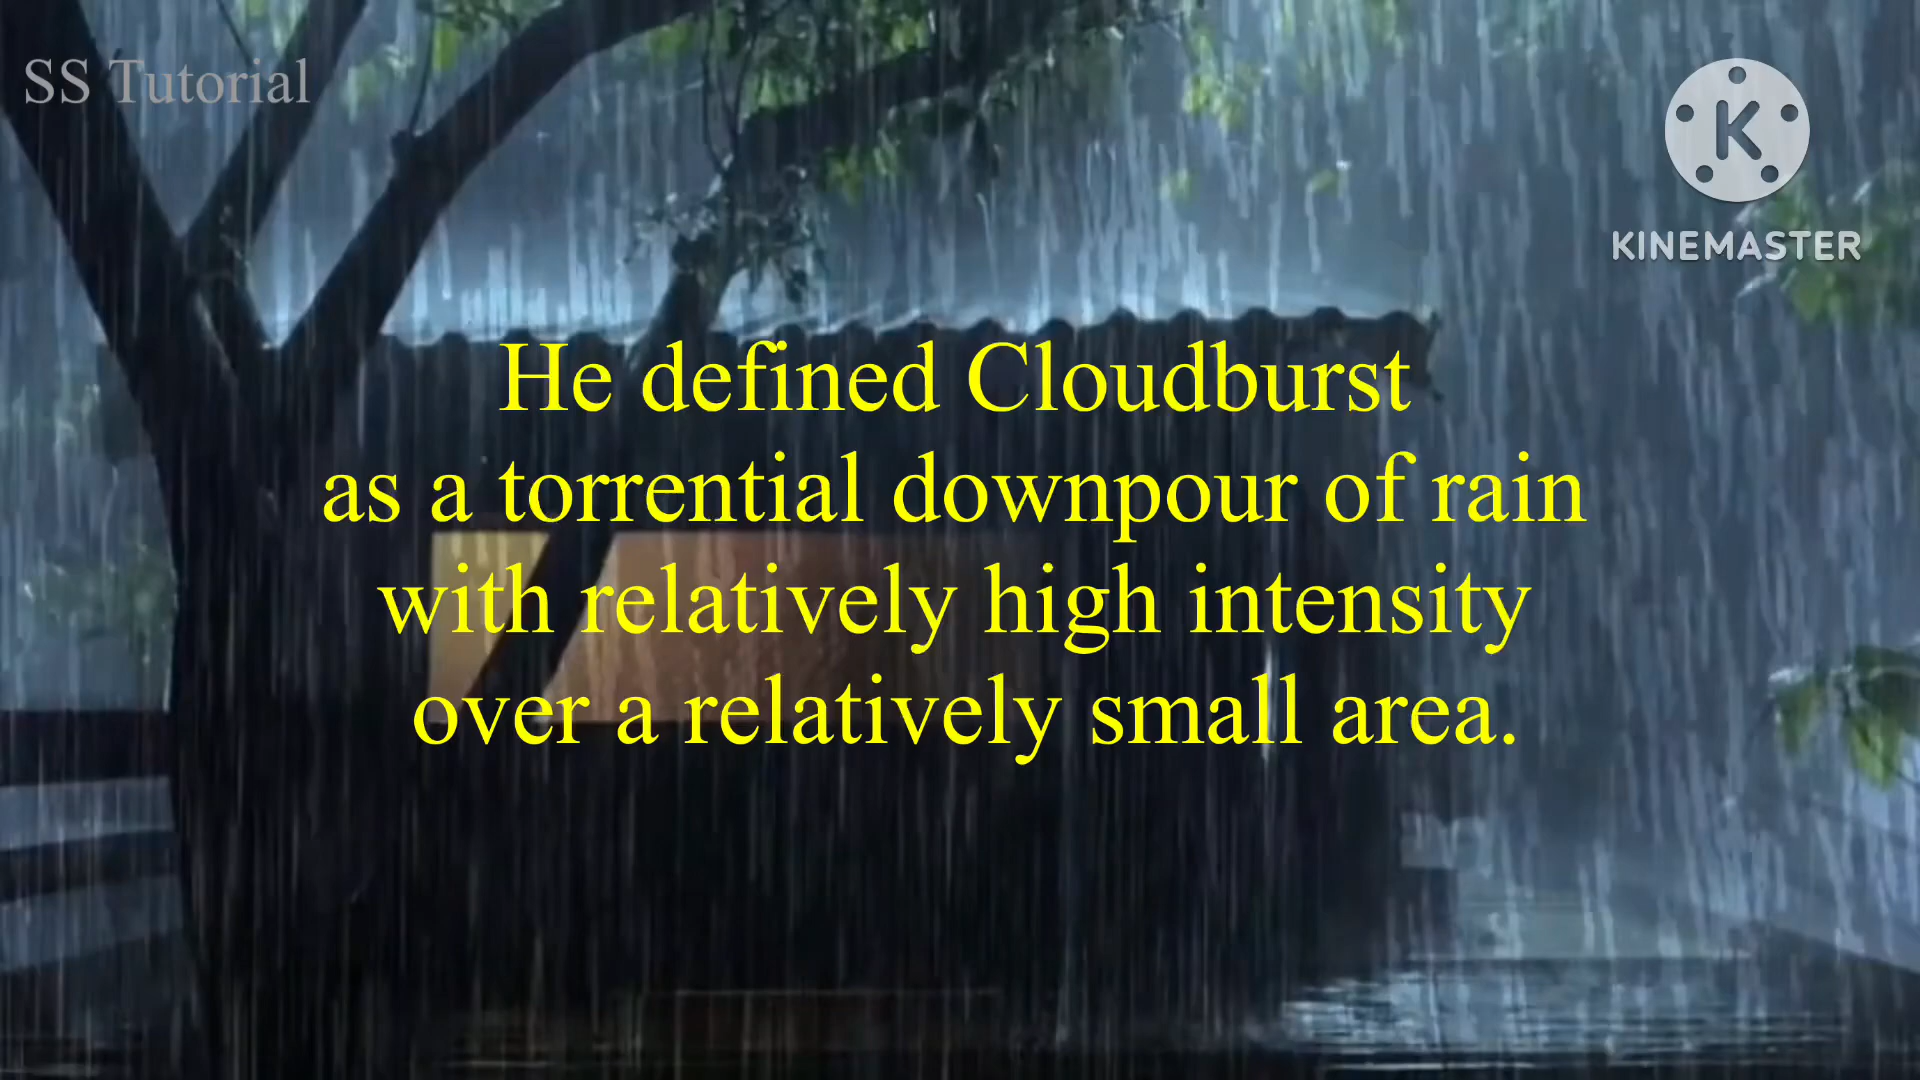 SS Tutorial
K
KINEMASTER
He defined Cloudburst
as a torrential downpour of rain
with relatively high intensity
over a relatively small area.